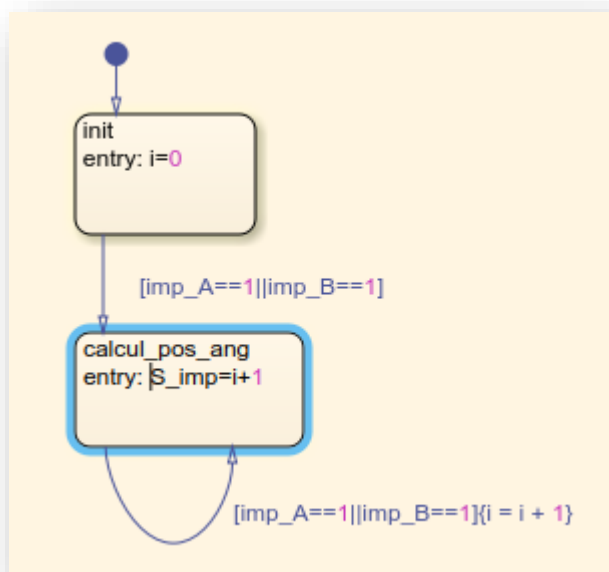 init
entry: i=0
[imp_A==1||imp_B==1]
calcul_pos_ang
entry: S_imp=i+1
[imp_A==1||imp_B==1]{i = i + 1}